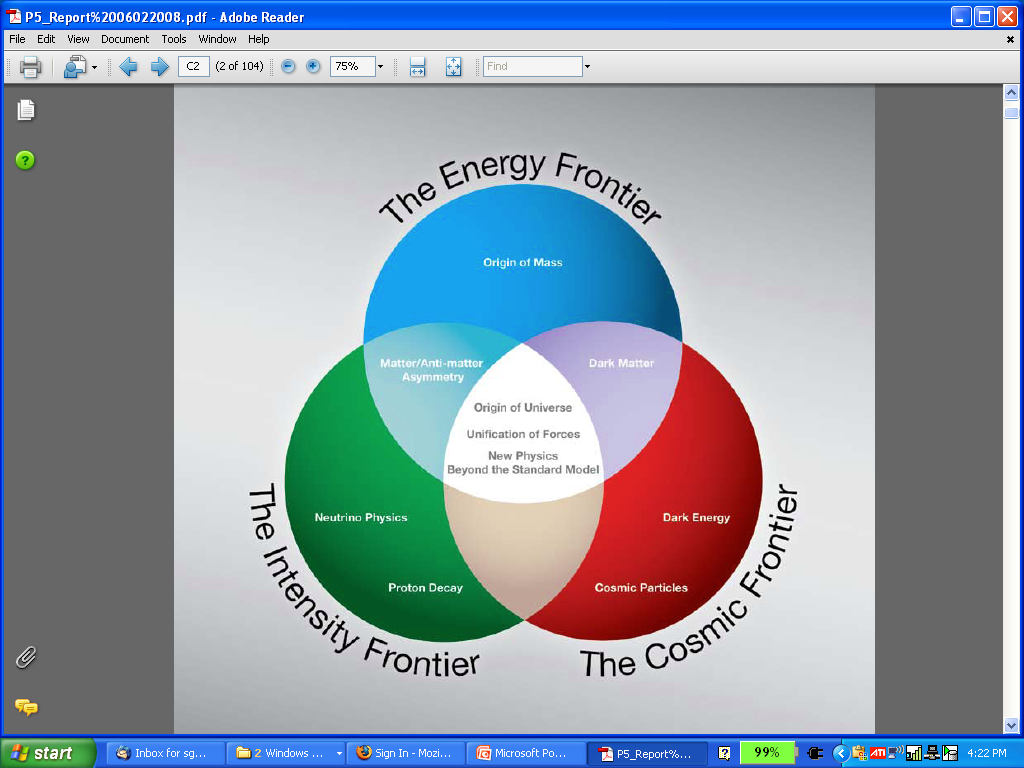 P5_Report%2006022008.pdf - Adobe Reader
File Edit View Document Tools Window Help
C2 (2 of 104) 75% Find
The Energy Frontier
Origin of Mass
Matter/Anti-matter
Asymmetry
Dark Matter
Origin of Universe
Unification of Forces
New Physics
Beyond the Standard Model
Neutrino Physics
Dark Energy
Proton Decay
Cosmic Particles
The Intensity Frontier
The Cosmic Frontier
start Inbox for sg... 2 Windows ... Sign In - Mozi... Microsoft Po... P5_Report%... 99% ATI 4:22 PM